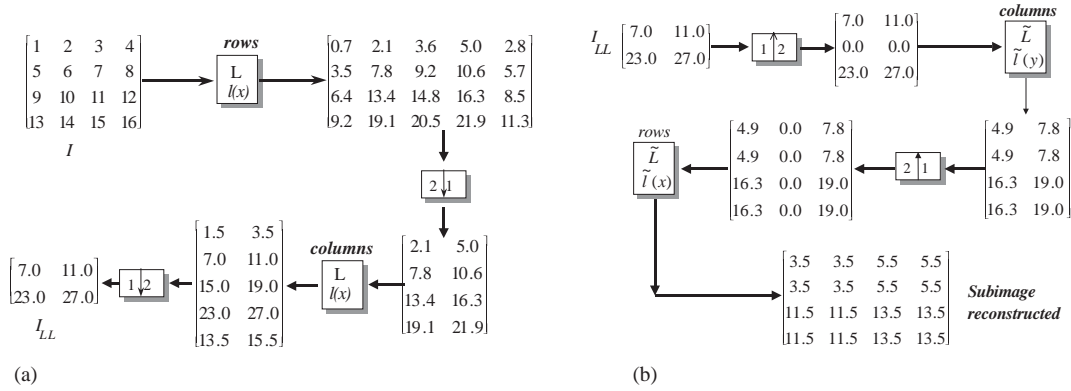 rows
1 2 3 4
5 6 7 8
9 10 11 12
13 14 15 16
I
L
l(x)
0.7 2.1 3.6 5.0 2.8
3.5 7.8 9.2 10.6 5.7
6.4 13.4 14.8 16.3 8.5
9.2 19.1 20.5 21.9 11.3
2 1
2.1 5.0
7.8 10.6
13.4 16.3
19.1 21.9
columns
L
l(x)
1.5 3.5
7.0 11.0
15.0 19.0
23.0 27.0
13.5 15.5
1 2
7.0 11.0
23.0 27.0
I_LL
(a)
I_LL
7.0 11.0
23.0 27.0
1 2
7.0 11.0
0.0 0.0
23.0 27.0
columns
L̃
l̃ (y)
4.9 7.8
4.9 7.8
16.3 19.0
16.3 19.0
2 1
4.9 0.0 7.8
4.9 0.0 7.8
16.3 0.0 19.0
16.3 0.0 19.0
rows
L̃
l̃ (x)
3.5 3.5 5.5 5.5
3.5 3.5 5.5 5.5
11.5 11.5 13.5 13.5
11.5 11.5 13.5 13.5
Subimage
reconstructed
(b)